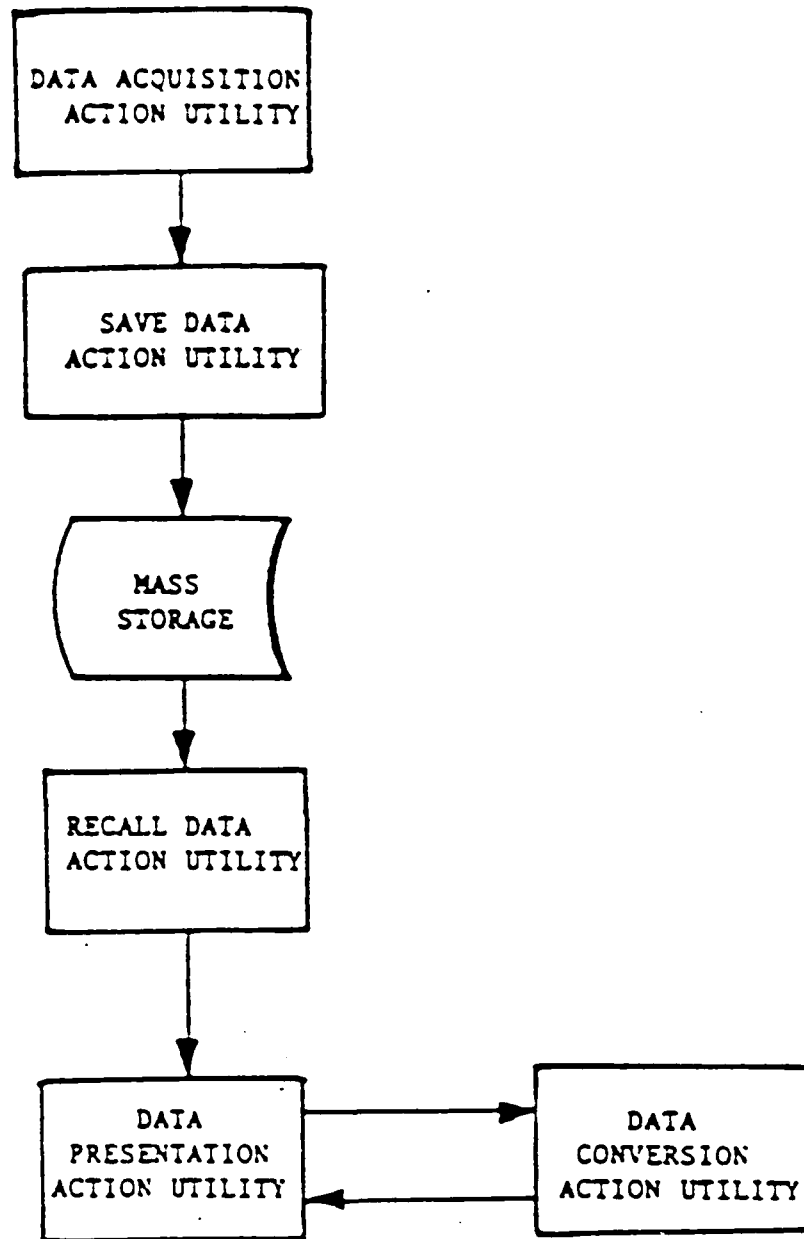 DATA ACQUISITION
ACTION UTILITY
SAVE DATA
ACTION UTILITY
MASS
STORAGE
RECALL DATA
ACTION UTILITY
DATA
PRESENTATION
ACTION UTILITY
DATA
CONVERSION
ACTION UTILITY